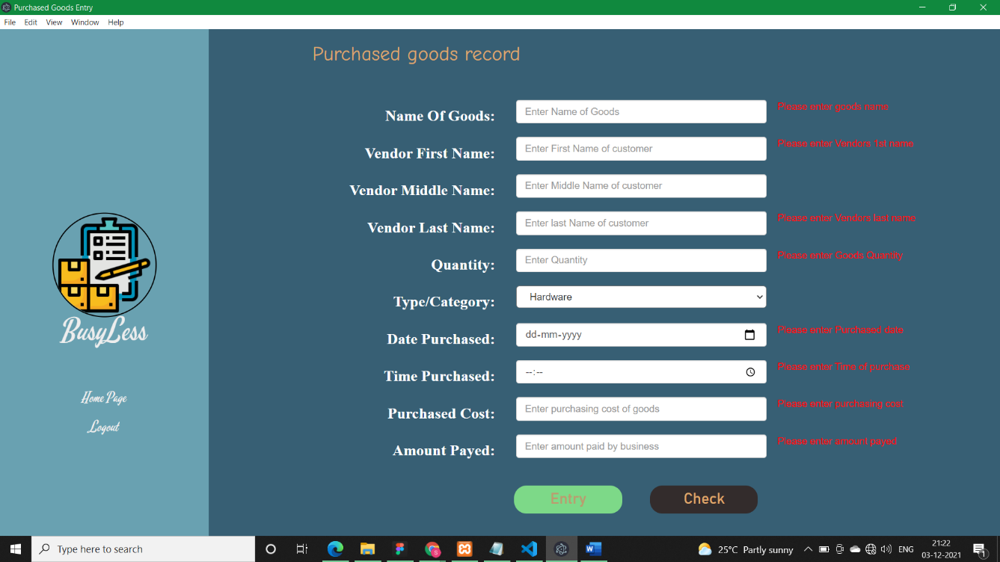 Purchased Goods Entry
File Edit View Window Help
Purchased goods record
Name Of Goods: Enter Name of Goods Please enter goods name
Vendor First Name: Enter First Name of customer Please enter Vendors 1st name
Vendor Middle Name: Enter Middle Name of customer
Vendor Last Name: Enter last Name of customer Please enter Vendors last name
Quantity: Enter Quantity Please enter Goods Quantity
Type/Category: Hardware
Date Purchased: dd-mm-yyyy Please enter Purchased date
Time Purchased: --:-- Please enter Time of purchase
Purchased Cost: Enter purchasing cost of goods Please enter purchasing cost
Amount Payed: Enter amount paid by business Please enter amount payed
Entry Check
BusyLess
Home Page
Logout
Type here to search
25°C Partly sunny
ENG
21:22
03-12-2021
1